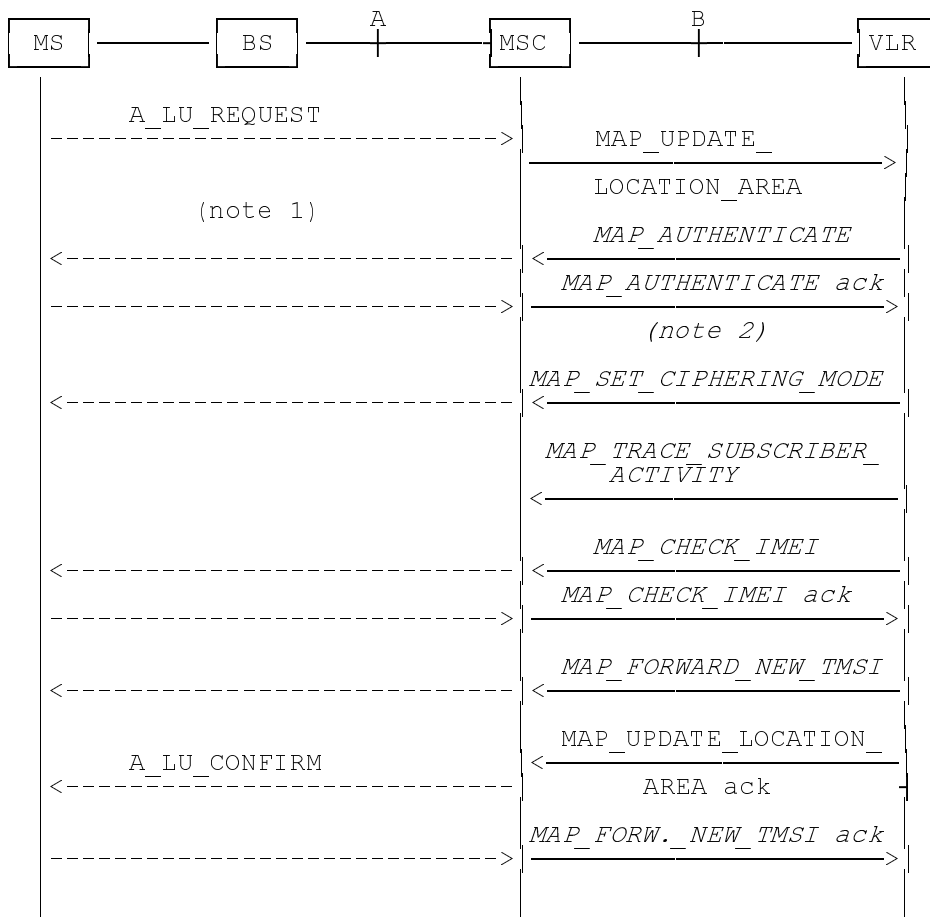 A B
MS BS MSC VLR
A_LU_REQUEST
MAP_UPDATE_
LOCATION_AREA
(note 1)
MAP_AUTHENTICATE
MAP_AUTHENTICATE ack
(note 2)
MAP_SET_CIPHERING_MODE
MAP_TRACE_SUBSCRIBER_
ACTIVITY
MAP_CHECK_IMEI
MAP_CHECK_IMEI ack
MAP_FORWARD_NEW_TMSI
MAP_UPDATE_LOCATION_
A_LU_CONFIRM
AREA ack
MAP_FORW._NEW_TMSI ack